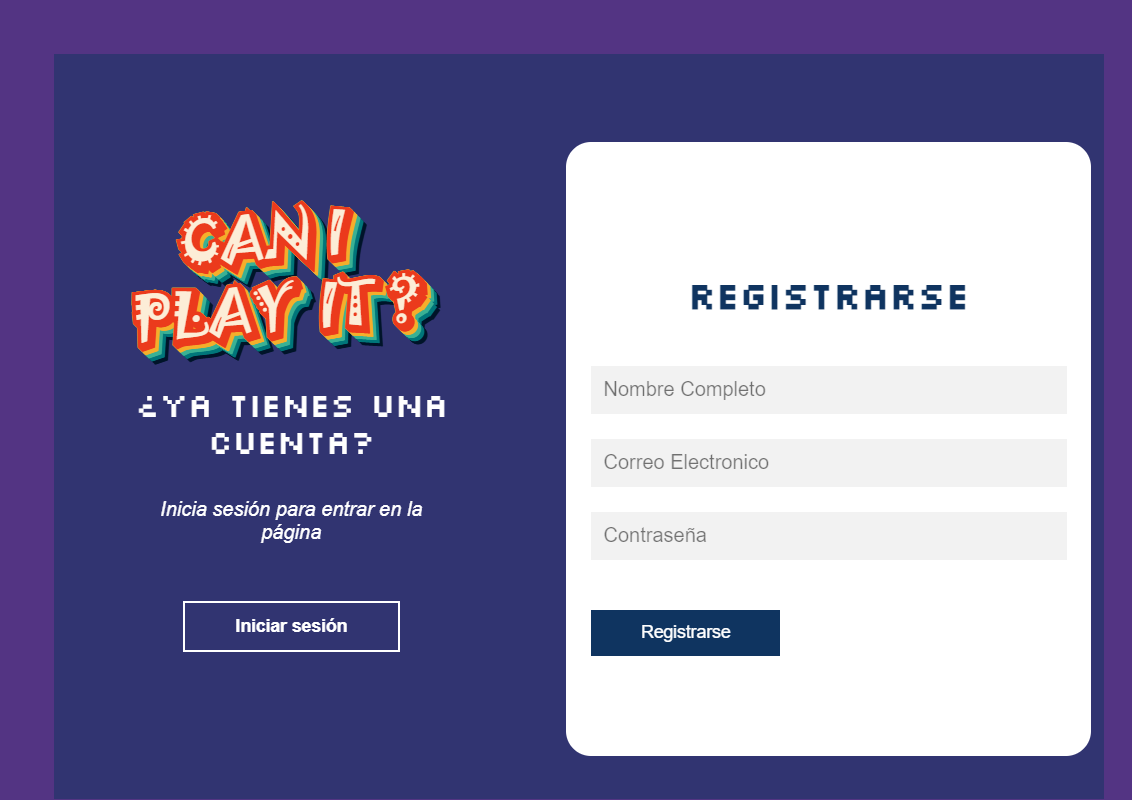 CAN I
PLAY IT?
¿YA TIENES UNA
CUENTA?
Inicia sesión para entrar en la
página
Iniciar sesión
REGISTRARSE
Nombre Completo
Correo Electronico
Contraseña
Registrarse